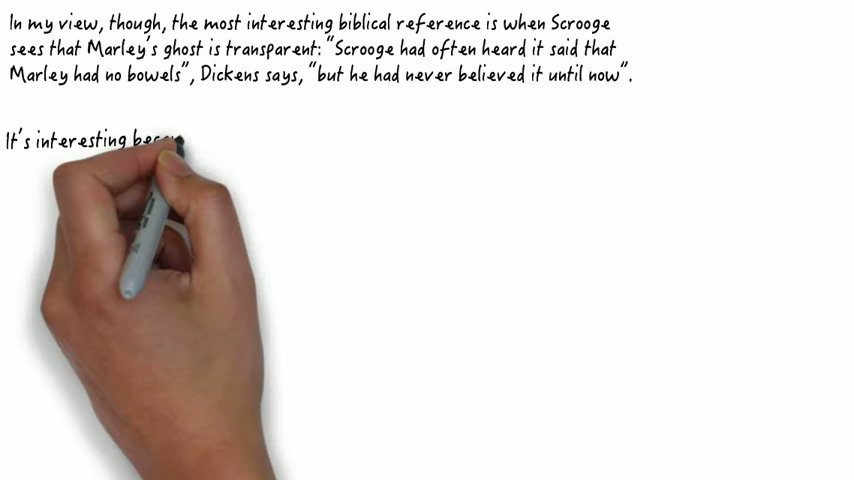 In my view, though, the most interesting biblical reference is when Scrooge
sees that Marley's ghost is transparent: "Scrooge had often heard it said that
Marley had no bowels", Dickens says, "but he had never believed it until now".
It's interesting